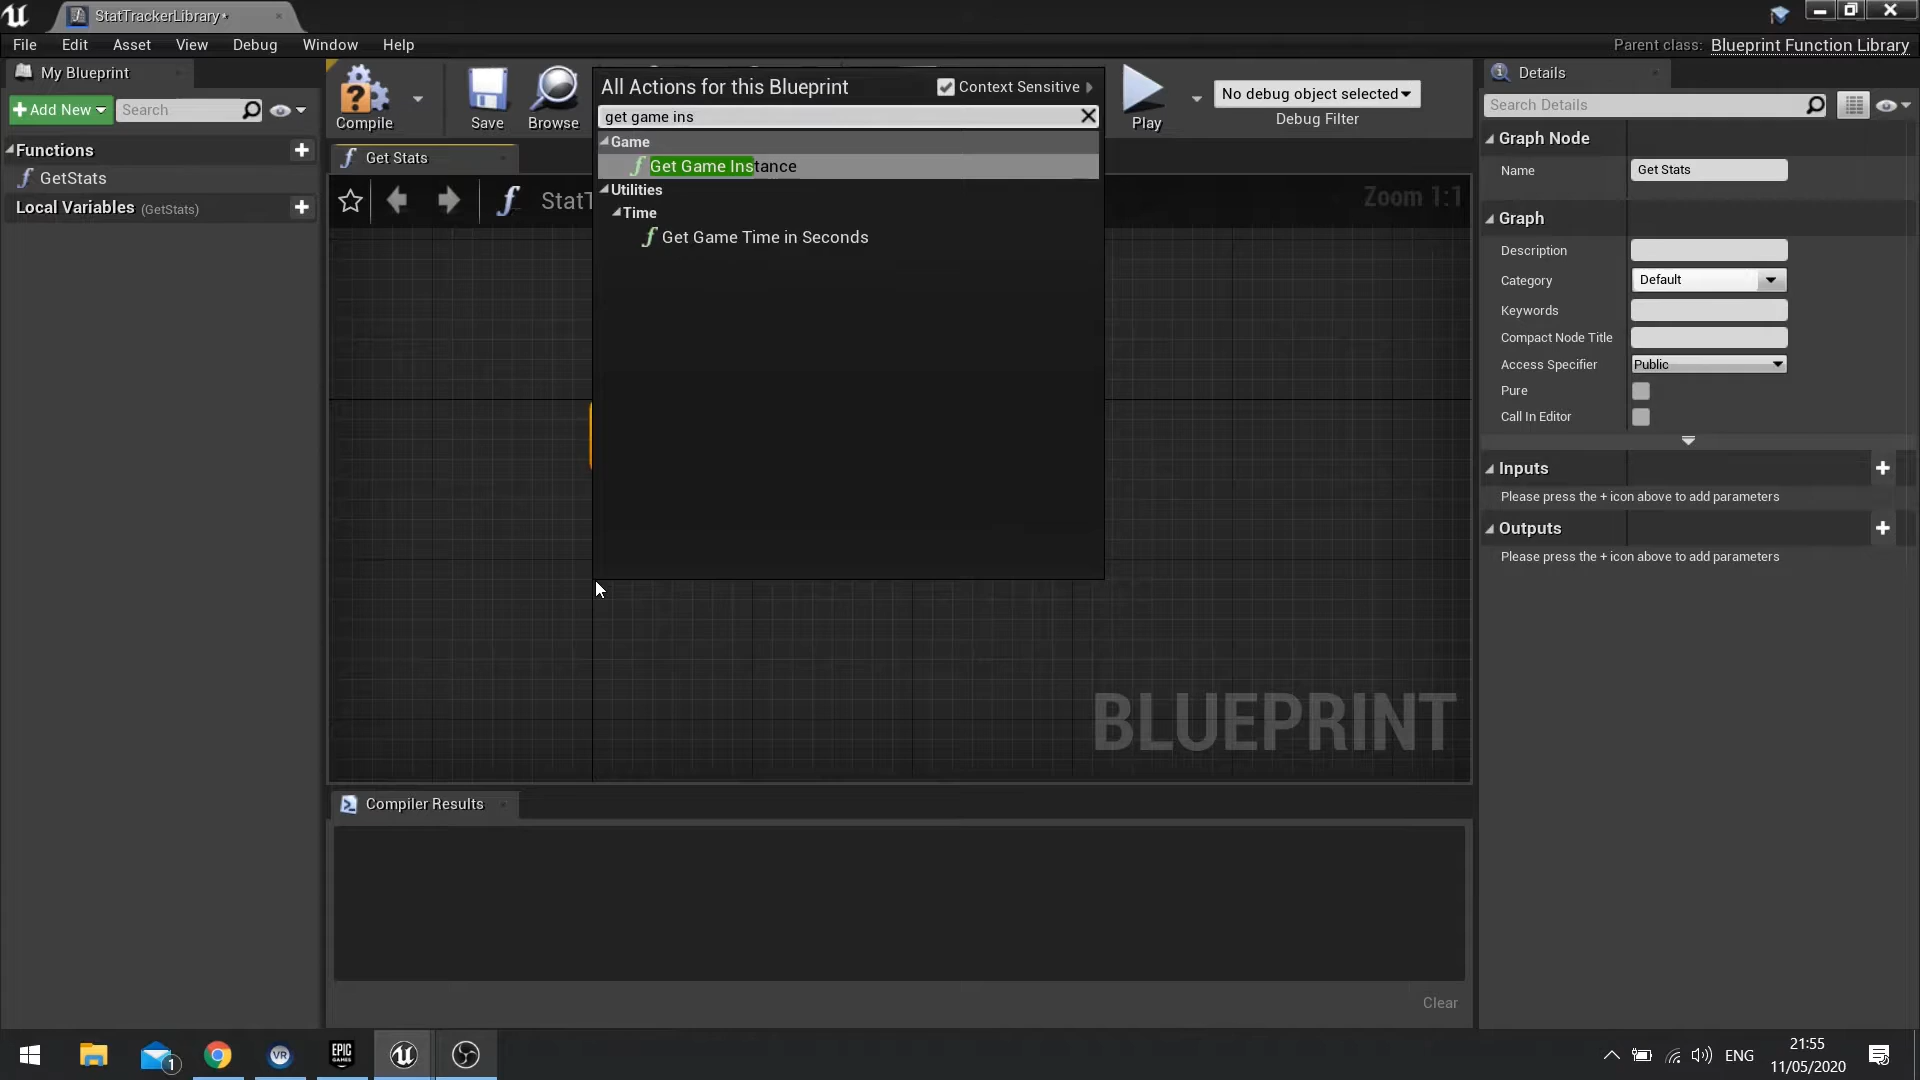 StatTrackerLibrary*
File Edit Asset View Debug Window Help
Parent class: Blueprint Function Library
My Blueprint
Add New
Search
Functions
GetStats
Local Variables (GetStats)
Compile
Save
Browse
Play
No debug object selected
Debug Filter
Get Stats
StatT
Zoom 1:1
All Actions for this Blueprint
Context Sensitive
get game ins
Game
Get Game Instance
Utilities
Time
Get Game Time in Seconds
BLUEPRINT
Compiler Results
Clear
Details
Search Details
Graph Node
Name Get Stats
Graph
Description
Category Default
Keywords
Compact Node Title
Access Specifier Public
Pure
Call In Editor
Inputs
Please press the + icon above to add parameters
Outputs
Please press the + icon above to add parameters
1
VR
EPIC
GAMES
ENG
21:55
11/05/2020